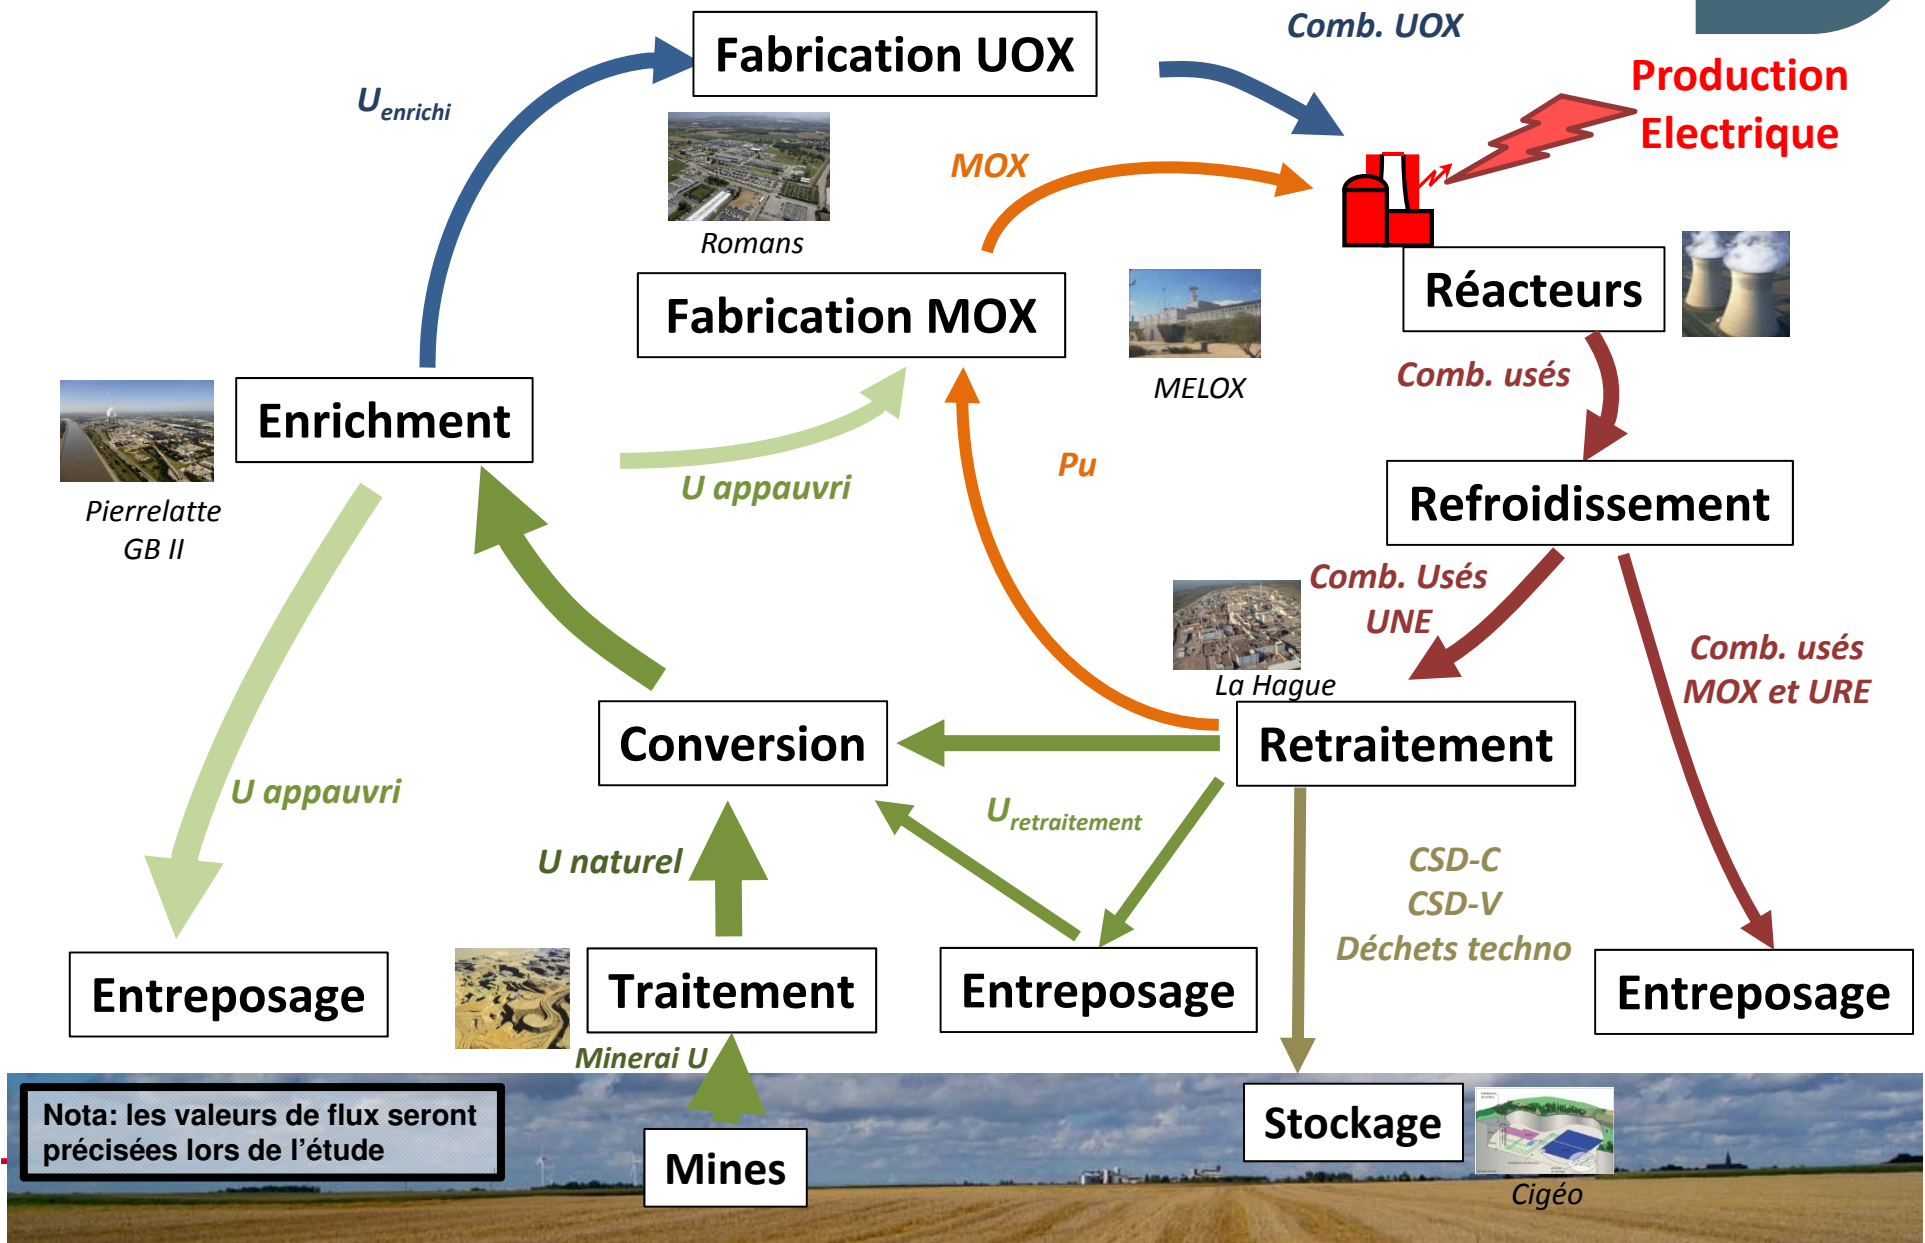 Comb. UOX
Fabrication UOX
Production
Electrique
U enrichi
MOX
Romans
Réacteurs
Fabrication MOX
Comb. usés
MELOX
Enrichment
Pu
U appauvri
Refroidissement
Pierrelatte
GB II
Comb. Usés
UNE
Comb. usés
MOX et URE
La Hague
Conversion
Retraitement
U appauvri
U retraitement
U naturel
CSD-C
CSD-V
Déchets techno
Entreposage
Traitement
Entreposage
Entreposage
Minerai U
Nota: les valeurs de flux seront
précisées lors de l'étude
Stockage
Mines
Cigéo